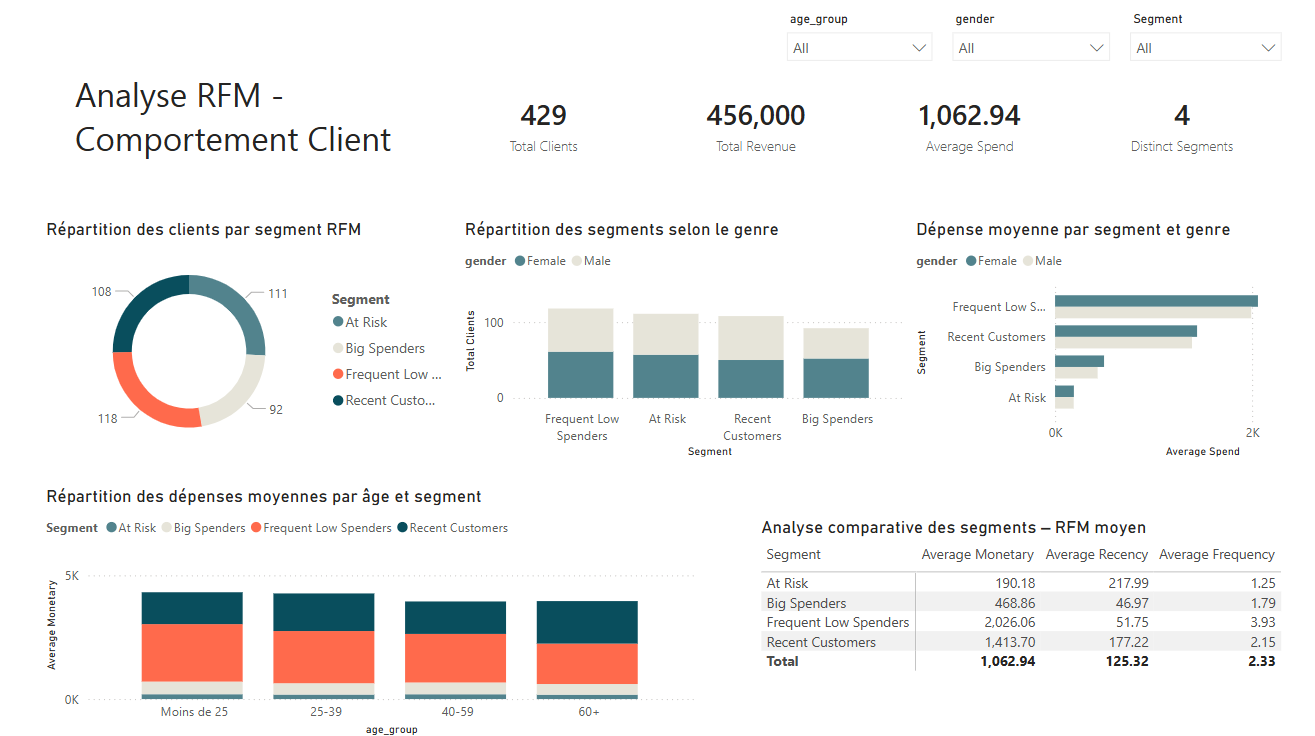 age_group gender Segment
All All All
Analyse RFM -
Comportement Client
429 456,000 1,062.94 4
Total Clients Total Revenue Average Spend Distinct Segments
Répartition des clients par segment RFM
108
111
118
92
Segment
At Risk
Big Spenders
Frequent Low ...
Recent Custo...
Répartition des segments selon le genre
gender Female Male
Total Clients
100
0
Frequent Low
Spenders
At Risk
Recent
Customers
Big Spenders
Segment
Dépense moyenne par segment et genre
gender Female Male
Segment
Frequent Low S...
Recent Customers
Big Spenders
At Risk
0K 2K
Average Spend
Répartition des dépenses moyennes par âge et segment
Segment At Risk Big Spenders Frequent Low Spenders Recent Customers
Average Monetary
5K
0K
Moins de 25 25-39 40-59 60+
age_group
Analyse comparative des segments – RFM moyen
Segment Average Monetary Average Recency Average Frequency
At Risk 190.18 217.99 1.25
Big Spenders 468.86 46.97 1.79
Frequent Low Spenders 2,026.06 51.75 3.93
Recent Customers 1,413.70 177.22 2.15
Total 1,062.94 125.32 2.33